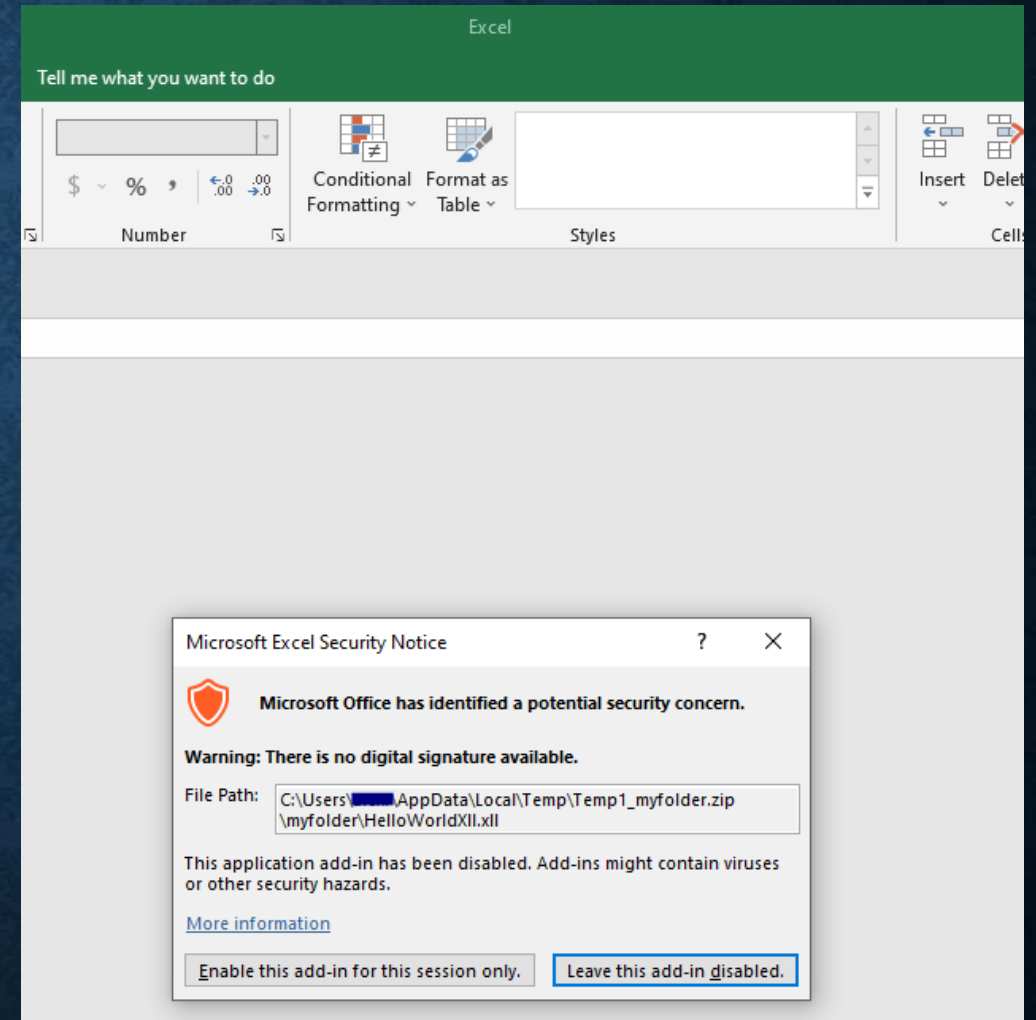 Excel
Tell me what you want to do
$ % , .0 .00 .00 .0
Conditional Format as
Formatting Table
Insert Delet
Number Styles Cells
Microsoft Excel Security Notice ?
Microsoft Office has identified a potential security concern.
Warning: There is no digital signature available.
File Path: C:\Users\ \AppData\Local\Temp\Temp1_myfolder.zip
\myfolder\HelloWorldXll.xll
This application add-in has been disabled. Add-ins might contain viruses
or other security hazards.
More information
Enable this add-in for this session only. Leave this add-in disabled.